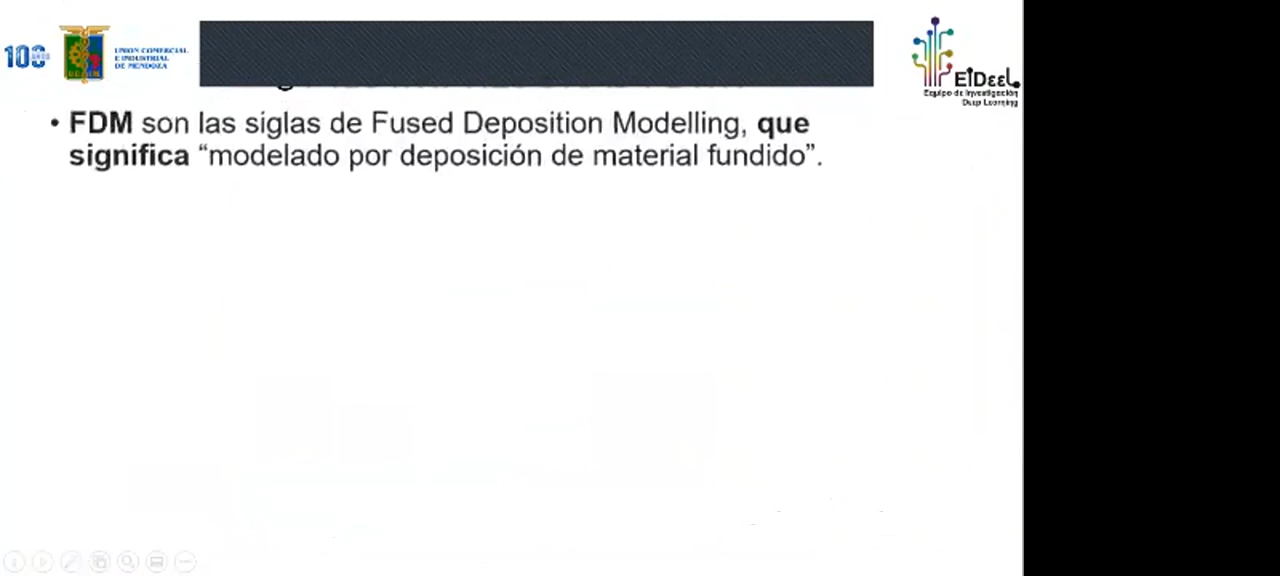 100 AÑOS
UNION COMERCIAL
E INDUSTRIAL
DE MENDOZA
EIDeeL
Equipo de Investigación
Deep Learning
• FDM son las siglas de Fused Deposition Modelling, que
significa “modelado por deposición de material fundido”.